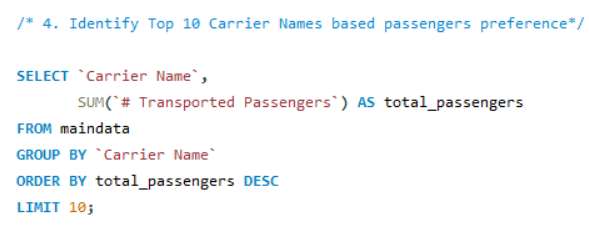 /* 4. Identify Top 10 Carrier Names based passengers preference*/
SELECT `Carrier Name`,
SUM(`# Transported Passengers`) AS total_passengers
FROM maindata
GROUP BY `Carrier Name`
ORDER BY total_passengers DESC
LIMIT 10;